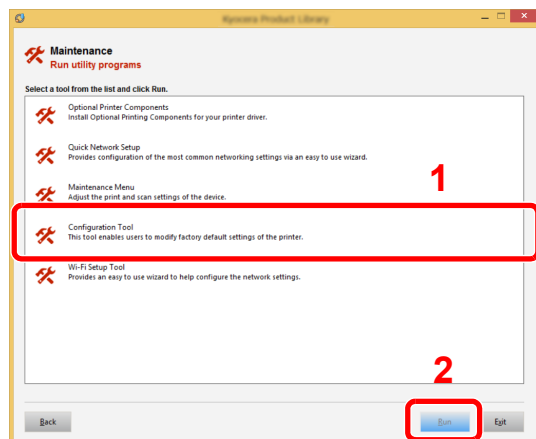 Kyocera Product Library
Maintenance
Run utility programs
Select a tool from the list and click Run.
Optional Printer Components
Install Optional Printing Components for your printer driver.
Quick Network Setup
Provides configuration of the most common networking settings via an easy to use wizard.
1
Maintenance Menu
Adjust the print and scan settings of the device.
Configuration Tool
This tool enables users to modify factory default settings of the printer.
Wi-Fi Setup Tool
Provides an easy to use wizard to help configure the network settings.
2
Back
Run
Exit